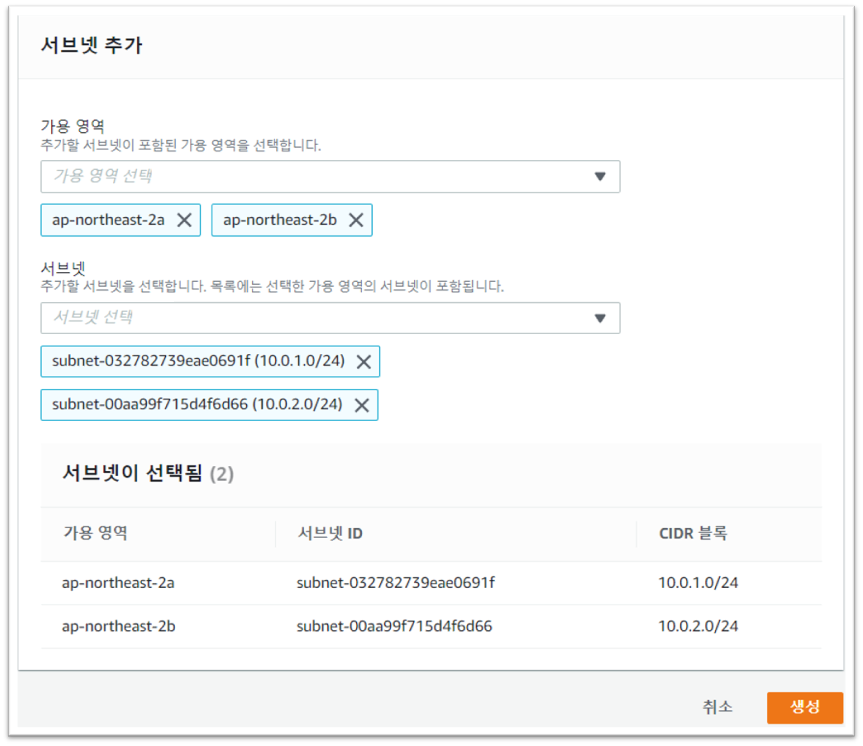 서브넷 추가
가용 영역
추가할 서브넷이 포함된 가용 영역을 선택합니다.
가용 영역 선택
ap-northeast-2a ap-northeast-2b
서브넷
추가할 서브넷을 선택합니다. 목록에는 선택한 가용 영역의 서브넷이 포함됩니다.
서브넷 선택
subnet-032782739eae0691f (10.0.1.0/24)
subnet-00aa99f715d4f6d66 (10.0.2.0/24)
서브넷이 선택됨 (2)
가용 영역 서브넷 ID CIDR 블록
ap-northeast-2a subnet-032782739eae0691f 10.0.1.0/24
ap-northeast-2b subnet-00aa99f715d4f6d66 10.0.2.0/24
취소 생성